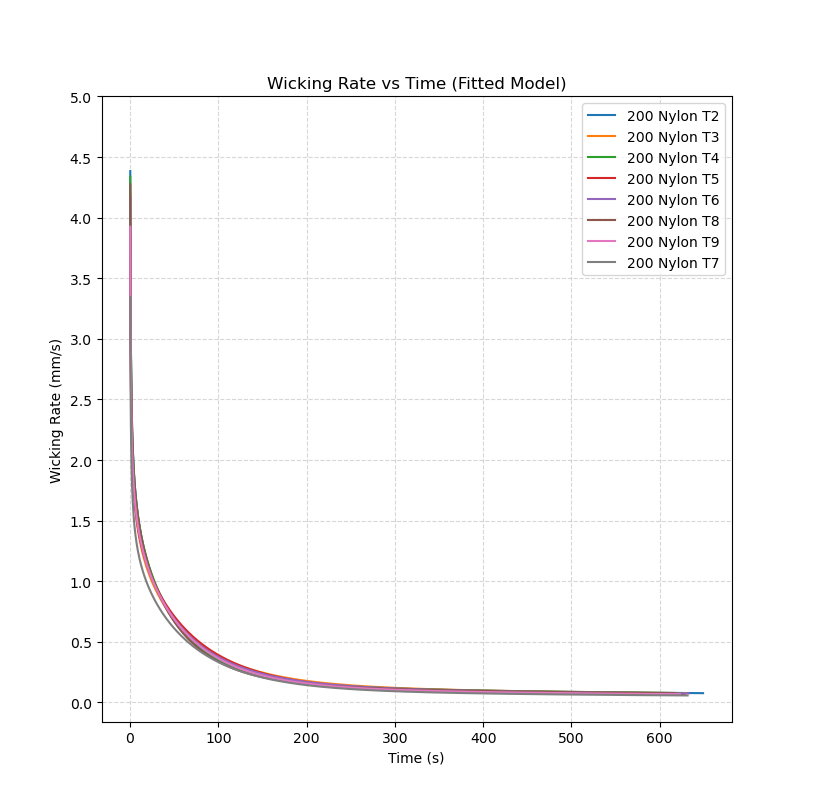 Wicking Rate vs Time (Fitted Model)
5.0
4.5
4.0
3.5
3.0
2.5
2.0
1.5
1.0
0.5
0.0
Wicking Rate (mm/s)
200 Nylon T2
200 Nylon T3
200 Nylon T4
200 Nylon T5
200 Nylon T6
200 Nylon T8
200 Nylon T9
200 Nylon T7
0 100 200 300 400 500 600
Time (s)